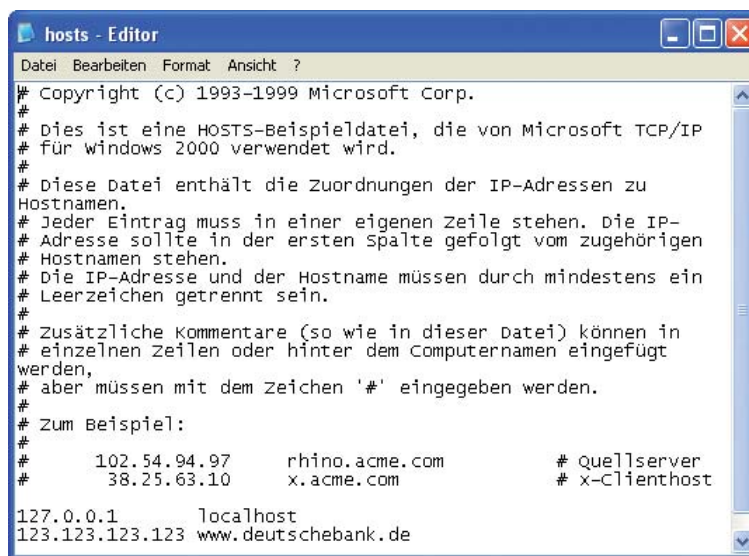 hosts - Editor
Datei Bearbeiten Format Ansicht ?
# Copyright (c) 1993-1999 Microsoft Corp.
#
# Dies ist eine HOSTS-Beispieldatei, die von Microsoft TCP/IP
# für Windows 2000 verwendet wird.
#
# Diese Datei enthält die Zuordnungen der IP-Adressen zu
Hostnamen.
# Jeder Eintrag muss in einer eigenen Zeile stehen. Die IP-
# Adresse sollte in der ersten Spalte gefolgt vom zugehörigen
# Hostnamen stehen.
# Die IP-Adresse und der Hostname müssen durch mindestens ein
# Leerzeichen getrennt sein.
#
# Zusätzliche Kommentare (so wie in dieser Datei) können in
# einzelnen Zeilen oder hinter dem Computernamen eingefügt
werden,
# aber müssen mit dem Zeichen '#' eingegeben werden.
#
# Zum Beispiel:
#
# 102.54.94.97 rhino.acme.com # Quellserver
# 38.25.63.10 x.acme.com # x-Clienthost
127.0.0.1 localhost
123.123.123.123 www.deutschebank.de